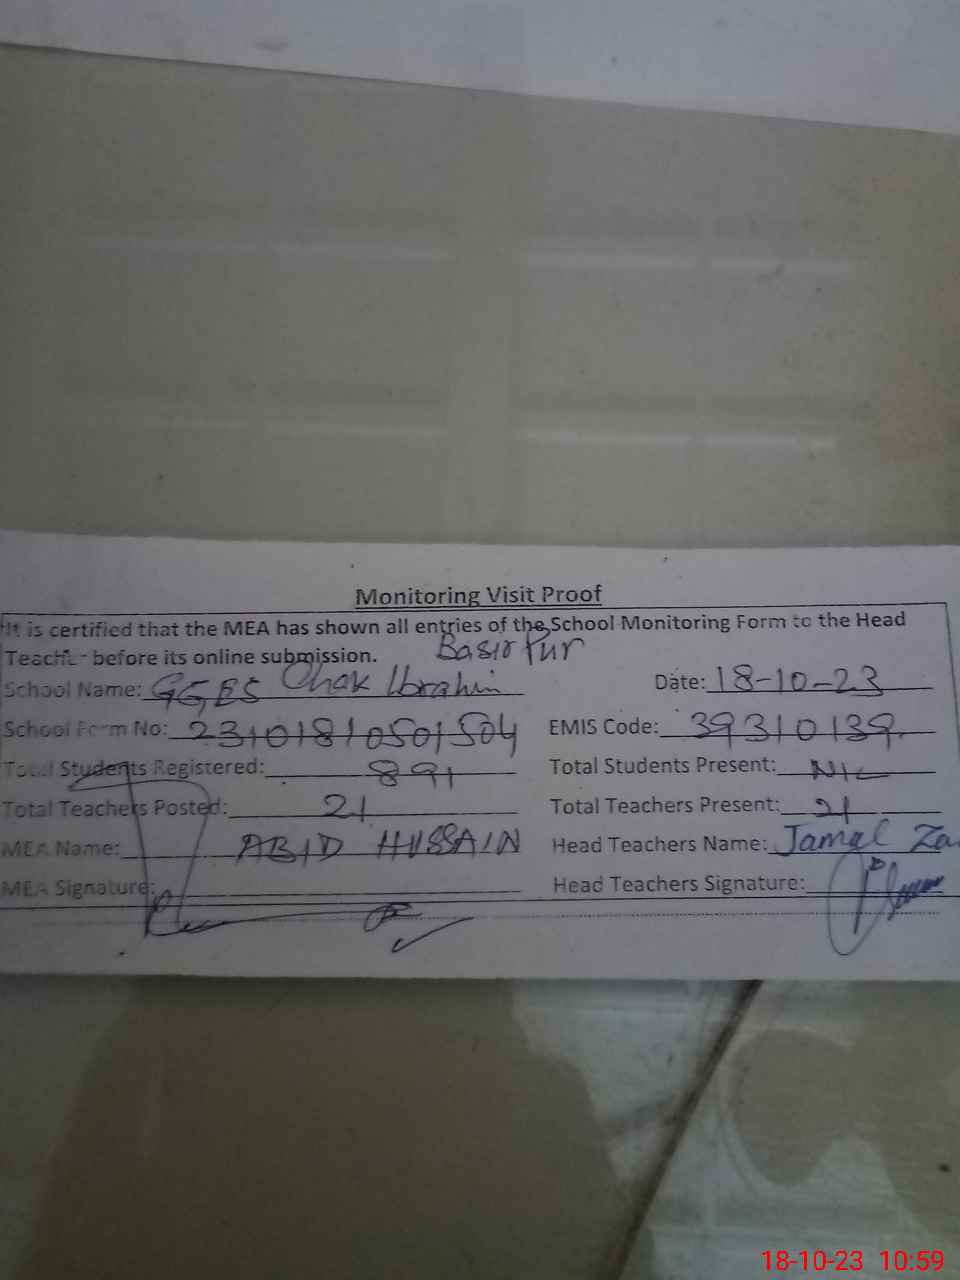 Monitoring Visit Proof
It is certified that the MEA has shown all entries of the School Monitoring Form to the Head
Teacher before its online submission. Basir Pur
School Name: GGES Chak Ibrahim Date: 18-10-23
School Form No: 23101810501504 EMIS Code: 39310139
Total Students Registered: 891 Total Students Present: NIL
Total Teachers Posted: 21 Total Teachers Present: 21
MEA Name: ABID HUSSAIN Head Teachers Name: Jamal Za
MEA Signature: Head Teachers Signature:
18-10-23 10:59